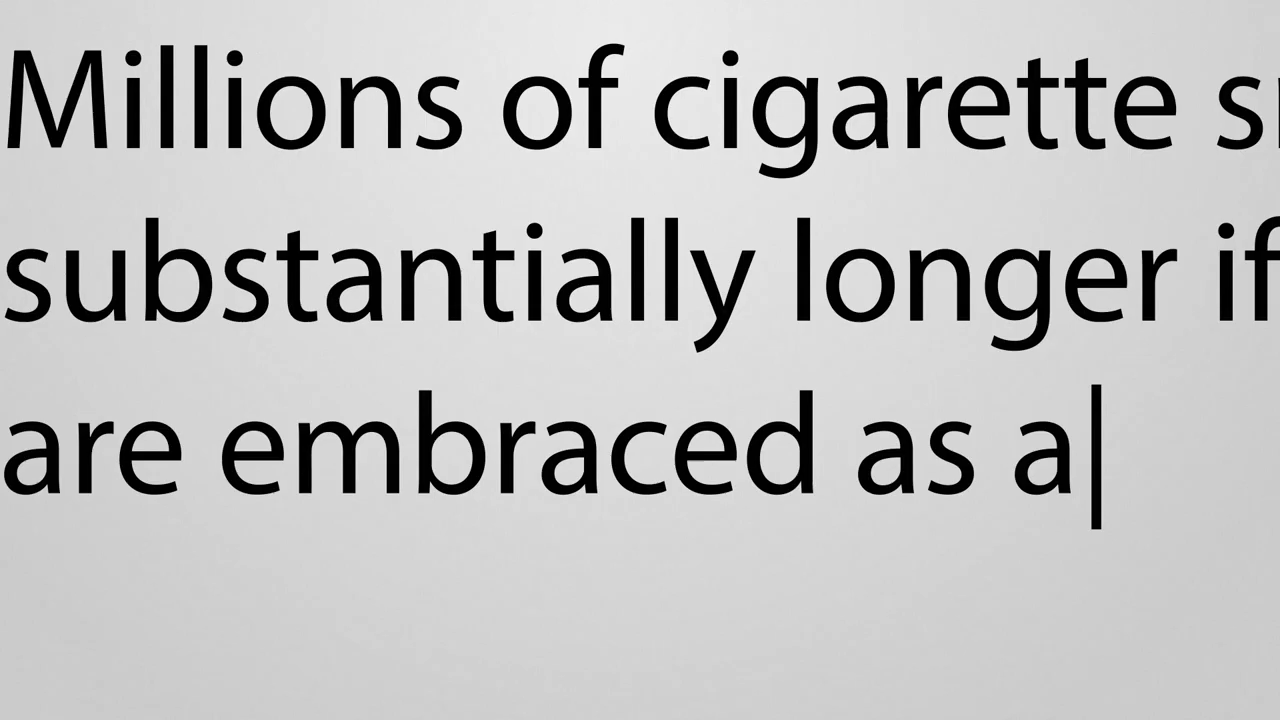 Millions of cigarette
substantially longer if
are embraced as a